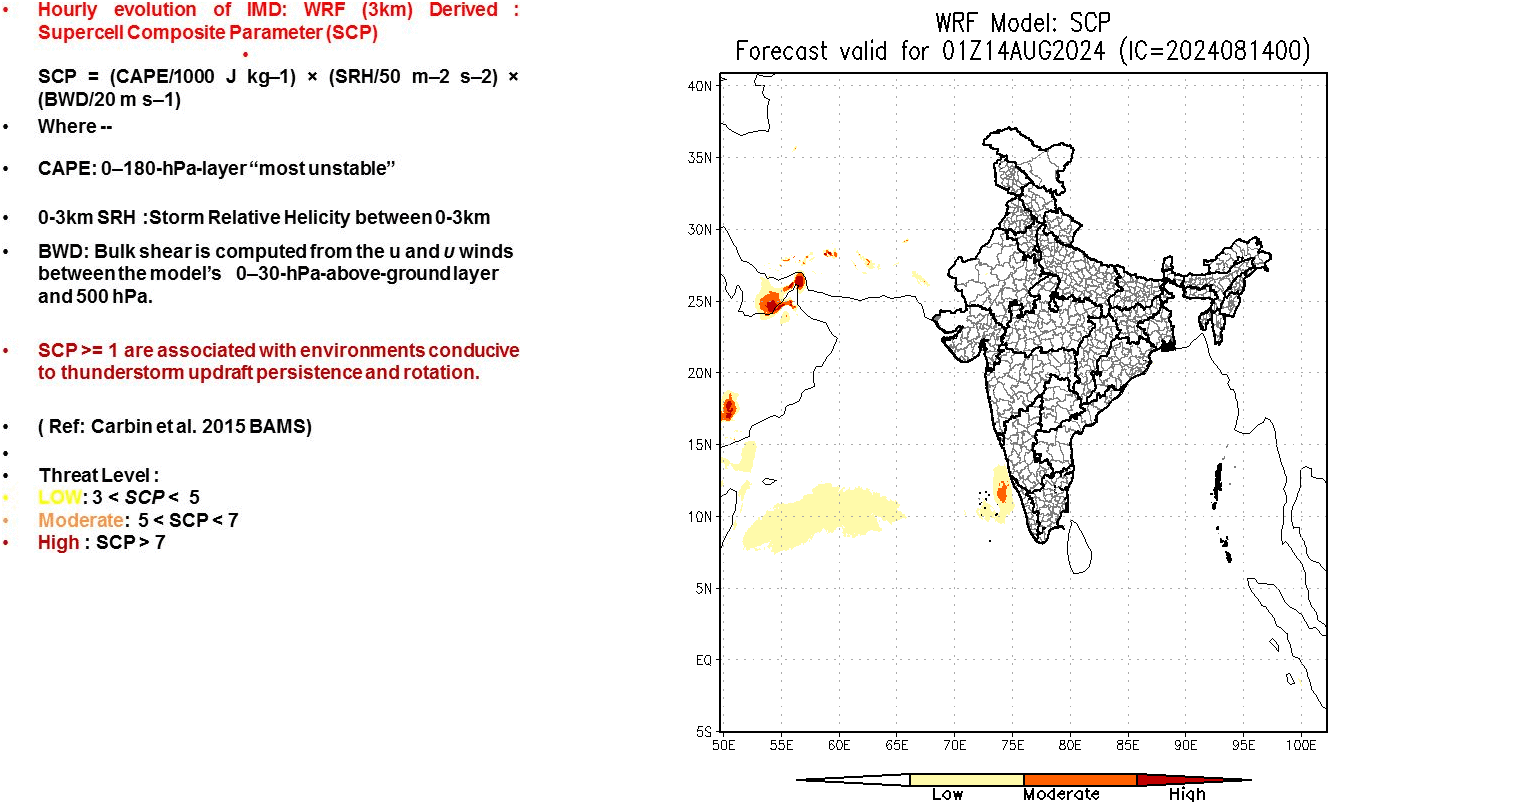 • Hourly evolution of IMD: WRF (3km) Derived :
Supercell Composite Parameter (SCP)
•
SCP = (CAPE/1000 J kg–1) × (SRH/50 m–2 s–2) ×
(BWD/20 m s–1)
• Where --
• CAPE: 0–180-hPa-layer “most unstable”
• 0-3km SRH :Storm Relative Helicity between 0-3km
• BWD: Bulk shear is computed from the u and υ winds
between the model’s 0–30-hPa-above-ground layer
and 500 hPa.
• SCP >= 1 are associated with environments conducive
to thunderstorm updraft persistence and rotation.
• ( Ref: Carbin et al. 2015 BAMS)
•
• Threat Level :
• LOW: 3 < SCP < 5
• Moderate: 5 < SCP < 7
• High : SCP > 7
WRF Model: SCP
Forecast valid for 01Z14AUG2024 (IC=2024081400)
40N
35N
30N
25N
20N
15N
10N
5N
EQ
5S
50E 55E 60E 65E 70E 75E 80E 85E 90E 95E 100E
Low Moderate High